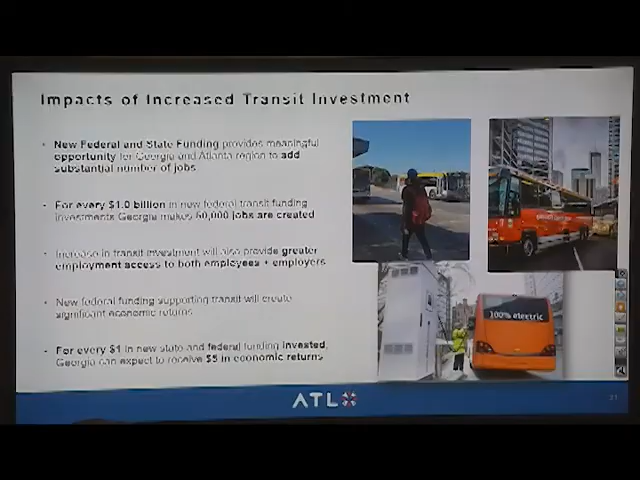 Impacts of Increased Transit Investment
New Federal and State Funding provides meaningful
opportunity for Georgia and Atlanta region to add
substantial number of jobs
For every $1.0 billion in new federal transit funding
investments Georgia makes 50,000 jobs are created
Increase in transit investment will also provide greater
employment access to both employees + employers
New federal funding supporting transit will create
significant economic returns
For every $1 in new state and federal funding invested,
Georgia can expect to receive $5 in economic returns
100% electric
ATL